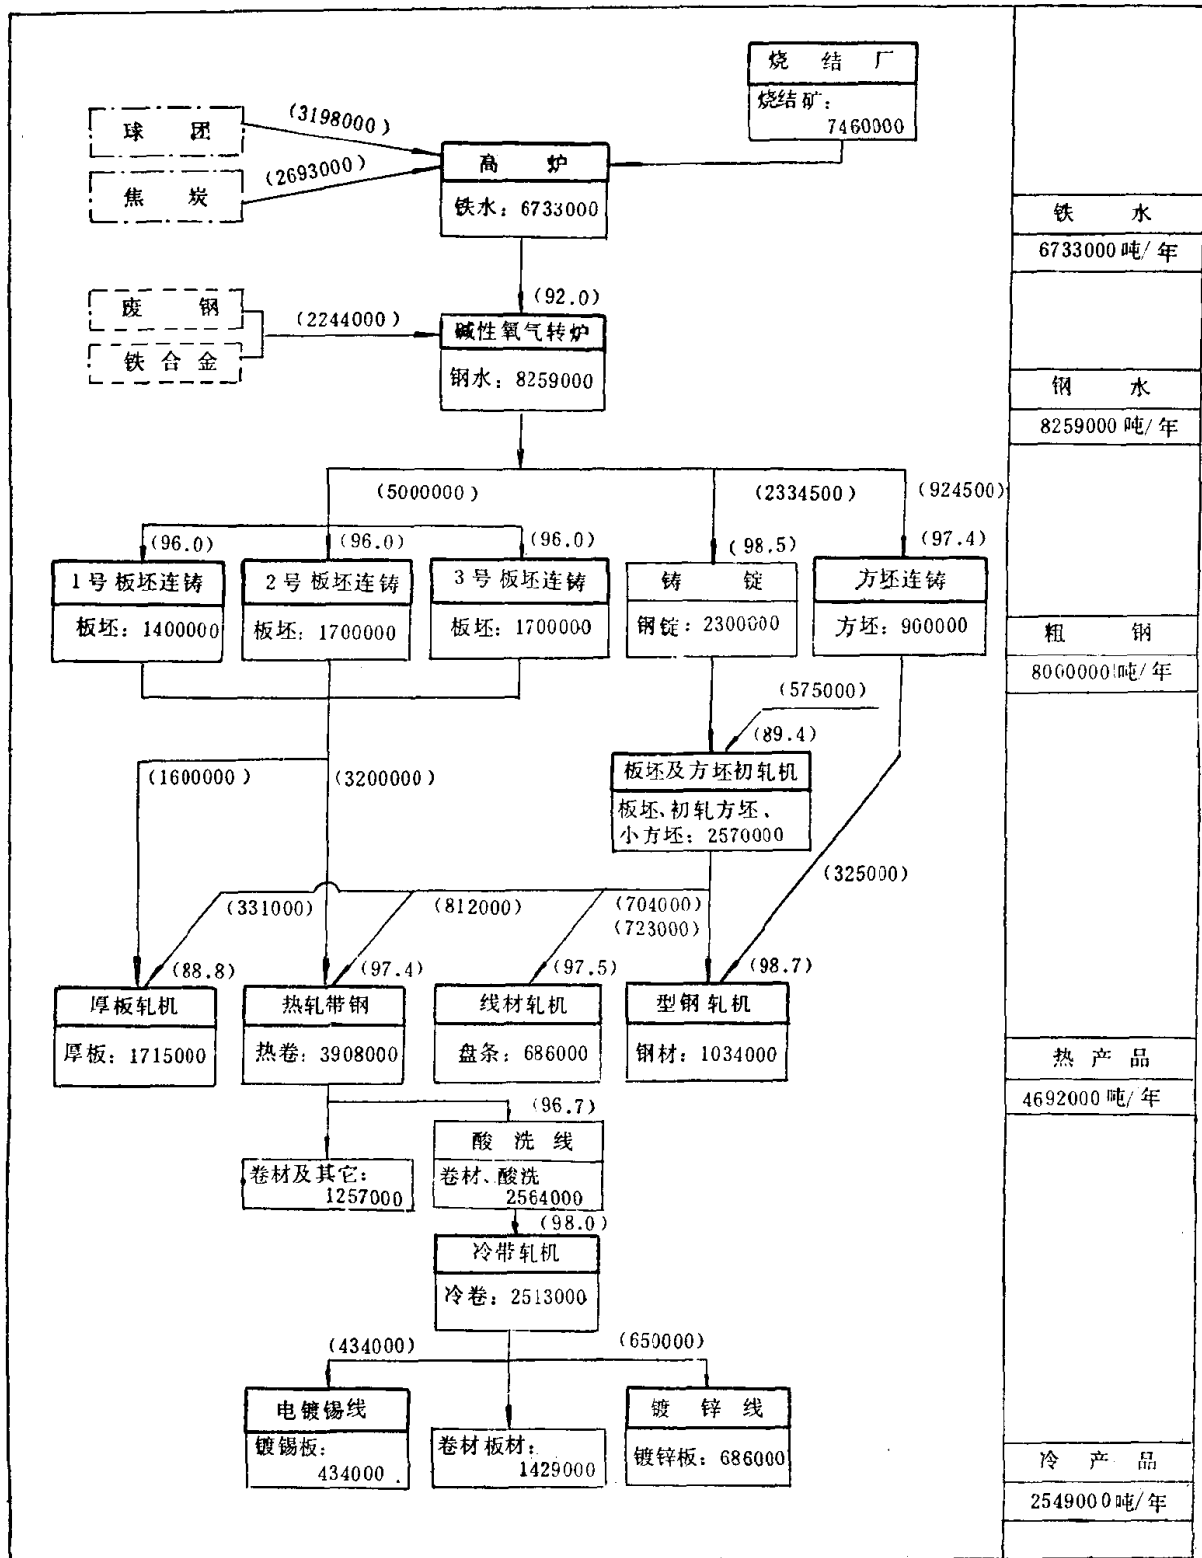 烧结厂
烧结矿：
7460000
球团
(3198000)
焦炭
(2693000)
高炉
铁水：6733000
铁水
6733000吨/年
(92.0)
废钢
铁合金
(2244000)
碱性氧气转炉
钢水：8259000
钢水
8259000吨/年
(5000000)
(2334500)
(924500)
(96.0)
(96.0)
(96.0)
(98.5)
(97.4)
1号板坯连铸
板坯：1400000
2号板坯连铸
板坯：1700000
3号板坯连铸
板坯：1700000
铸锭
钢锭：2300000
方坯连铸
方坯：900000
粗钢
8000000吨/年
(575000)
(89.4)
(1600000)
(3200000)
板坯及方坯初轧机
板坯、初轧方坯、
小方坯：2570000
(325000)
(331000)
(812000)
(704000)
(723000)
(88.8)
(97.4)
(97.5)
(98.7)
厚板轧机
厚板：1715000
热轧带钢
热卷：3908000
线材轧机
盘条：686000
型钢轧机
钢材：1034000
热产品
4692000吨/年
(96.7)
卷材及其它：
1257000
酸洗线
卷材、酸洗
2564000
(98.0)
冷带轧机
冷卷：2513000
(434000)
(650000)
电镀锡线
镀锡板：
434000
卷材板材：
1429000
镀锌线
镀锌板：686000
冷产品
2549000吨/年